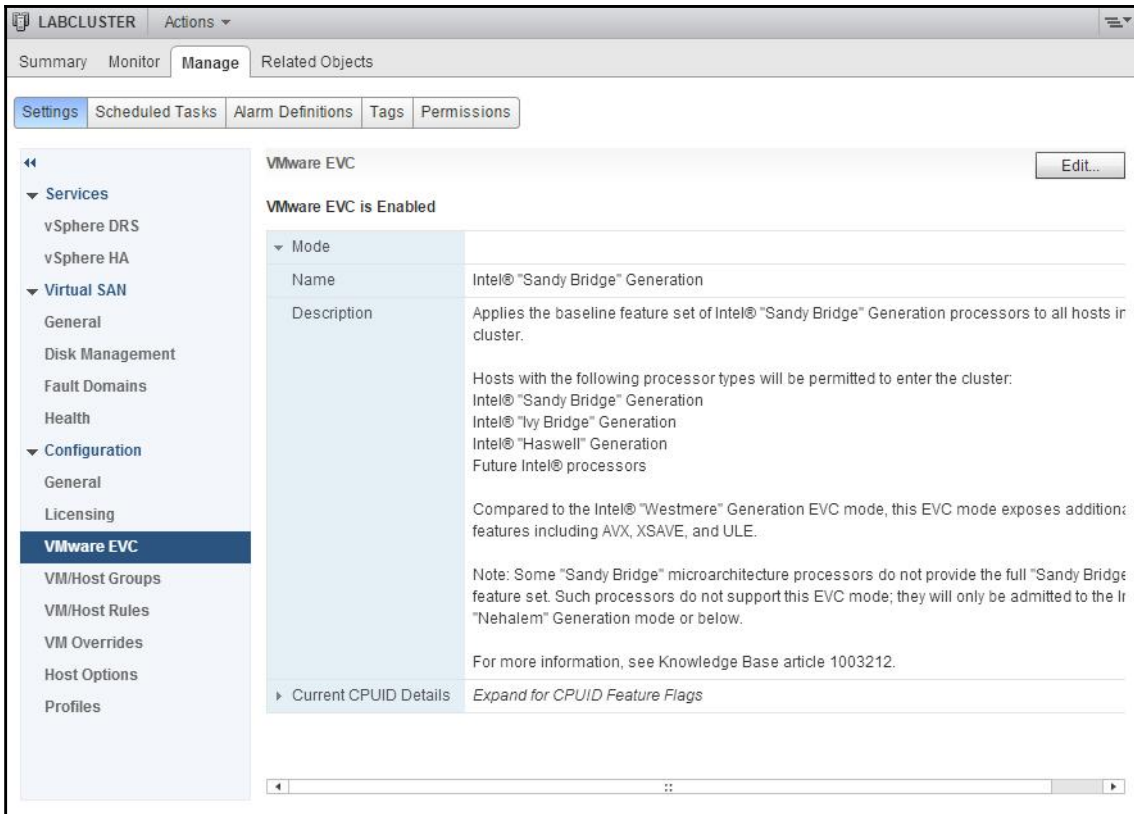 LABCLUSTER Actions
Summary Monitor Manage Related Objects
Settings Scheduled Tasks Alarm Definitions Tags Permissions
Services
vSphere DRS
vSphere HA
Virtual SAN
General
Disk Management
Fault Domains
Health
Configuration
General
Licensing
VMware EVC
VM/Host Groups
VM/Host Rules
VM Overrides
Host Options
Profiles
VMware EVC
Edit...
VMware EVC is Enabled
Mode
Name Intel® "Sandy Bridge" Generation
Description Applies the baseline feature set of Intel® "Sandy Bridge" Generation processors to all hosts in
cluster.
Hosts with the following processor types will be permitted to enter the cluster:
Intel® "Sandy Bridge" Generation
Intel® "Ivy Bridge" Generation
Intel® "Haswell" Generation
Future Intel® processors
Compared to the Intel® "Westmere" Generation EVC mode, this EVC mode exposes
features including AVX, XSAVE, and ULE.
Note: Some "Sandy Bridge" microarchitecture processors do not provide the full "Sandy Bridge
feature set. Such processors do not support this EVC mode; they will only be admitted to the
"Nehalem" Generation mode or below.
For more information, see Knowledge Base article 1003212.
Current CPUID Details Expand for CPUID Feature Flags